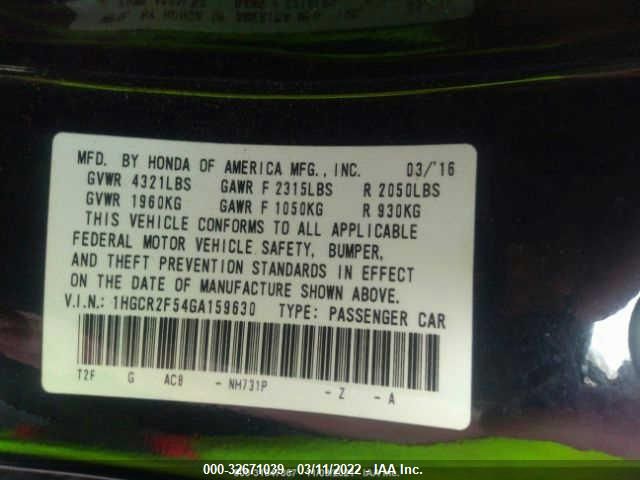 MFD. BY HONDA OF AMERICA MFG., INC. 03/'16
GVWR 4321LBS GAWR F 2315LBS R 2050LBS
GVWR 1960KG GAWR F 1050KG R 930KG
THIS VEHICLE CONFORMS TO ALL APPLICABLE
FEDERAL MOTOR VEHICLE SAFETY, BUMPER,
AND THEFT PREVENTION STANDARDS IN EFFECT
ON THE DATE OF MANUFACTURE SHOWN ABOVE.
V.I.N.: 1HGCR2F54GA159630 TYPE: PASSENGER CAR
T2F G AC8 - NH731P - Z - A
000-32671039 - 03/11/2022 - IAA Inc.